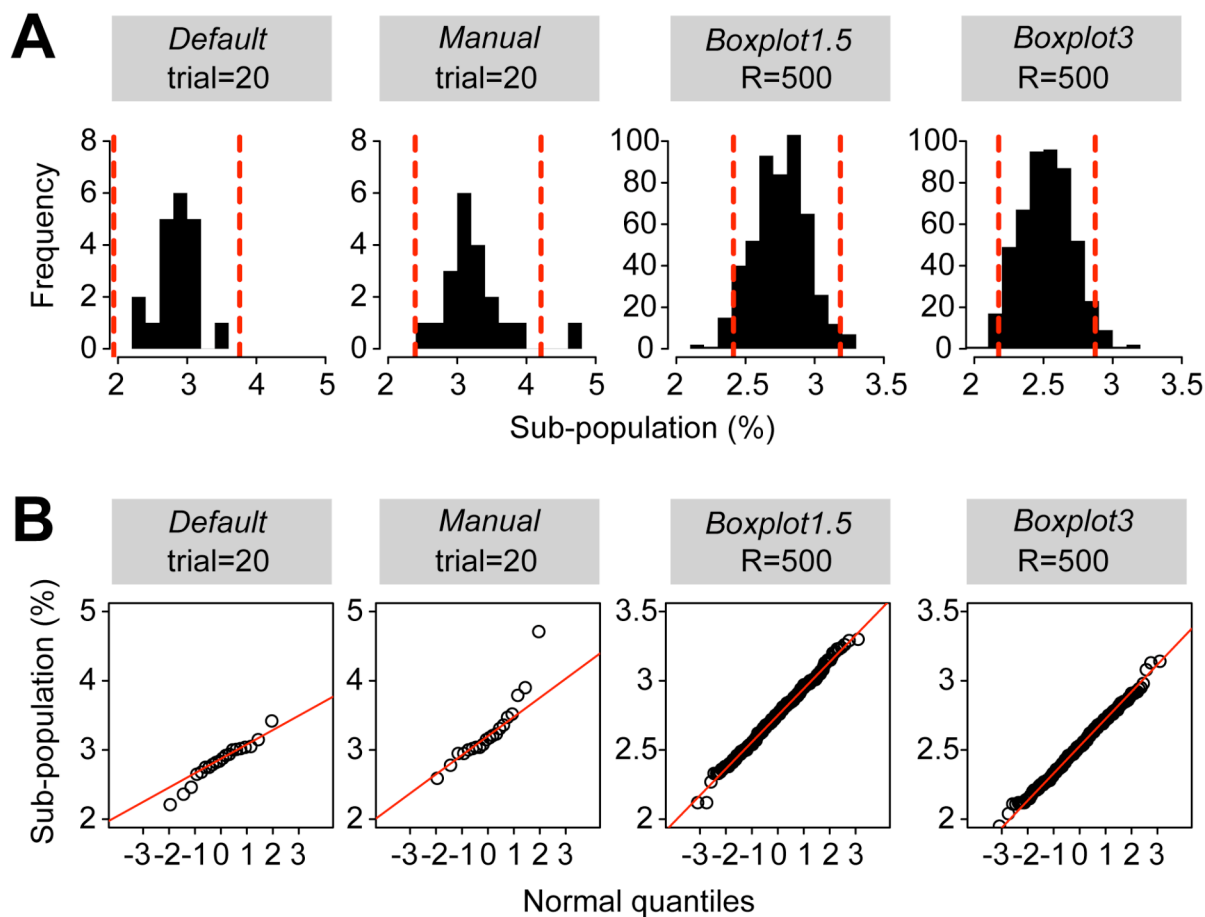 A
Default
trial=20
Manual
trial=20
Boxplot1.5
R=500
Boxplot3
R=500
Frequency
8
6
4
2
0
2 3 4 5
8
6
4
2
0
2 3 4 5
100
80
60
40
20
0
2 2.5 3 3.5
100
80
60
40
20
0
2 2.5 3 3.5
Sub-population (%)
B
Default
trial=20
Manual
trial=20
Boxplot1.5
R=500
Boxplot3
R=500
Sub-population (%)
5
4
3
2
-3 -2 -1 0 1 2 3
5
4
3
2
-3 -2 -1 0 1 2 3
3.5
3
2.5
2
-3 -2 -1 0 1 2 3
3.5
3
2.5
2
-3 -2 -1 0 1 2 3
Normal quantiles